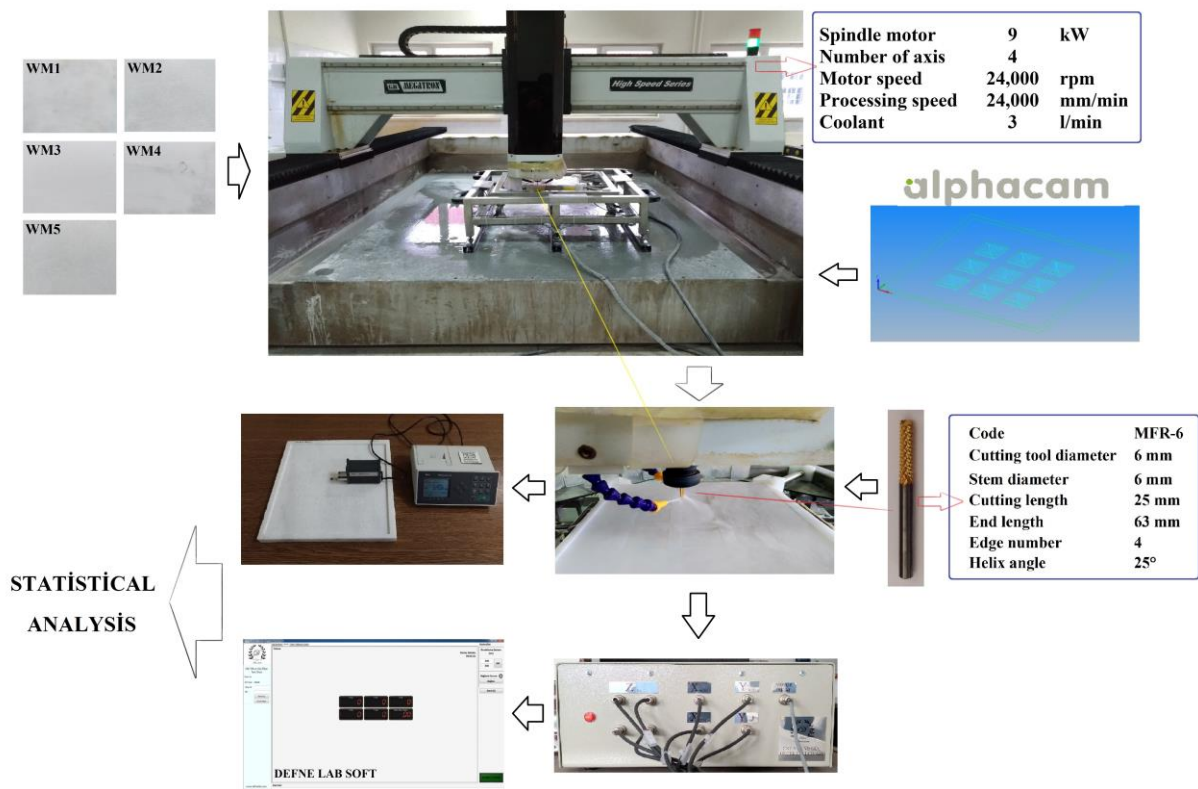 WM1
WM2
WM3
WM4
WM5
High Speed Series
Spindle motor 9 kW
Number of axis 4
Motor speed 24,000 rpm
Processing speed 24,000 mm/min
Coolant 3 l/min
alphacam
Code MFR-6
Cutting tool diameter 6 mm
Stem diameter 6 mm
Cutting length 25 mm
End length 63 mm
Edge number 4
Helix angle 25°
STATİSTİCAL
ANALYSİS
DEFNE LAB SOFT
Z
X
Y
X
Y